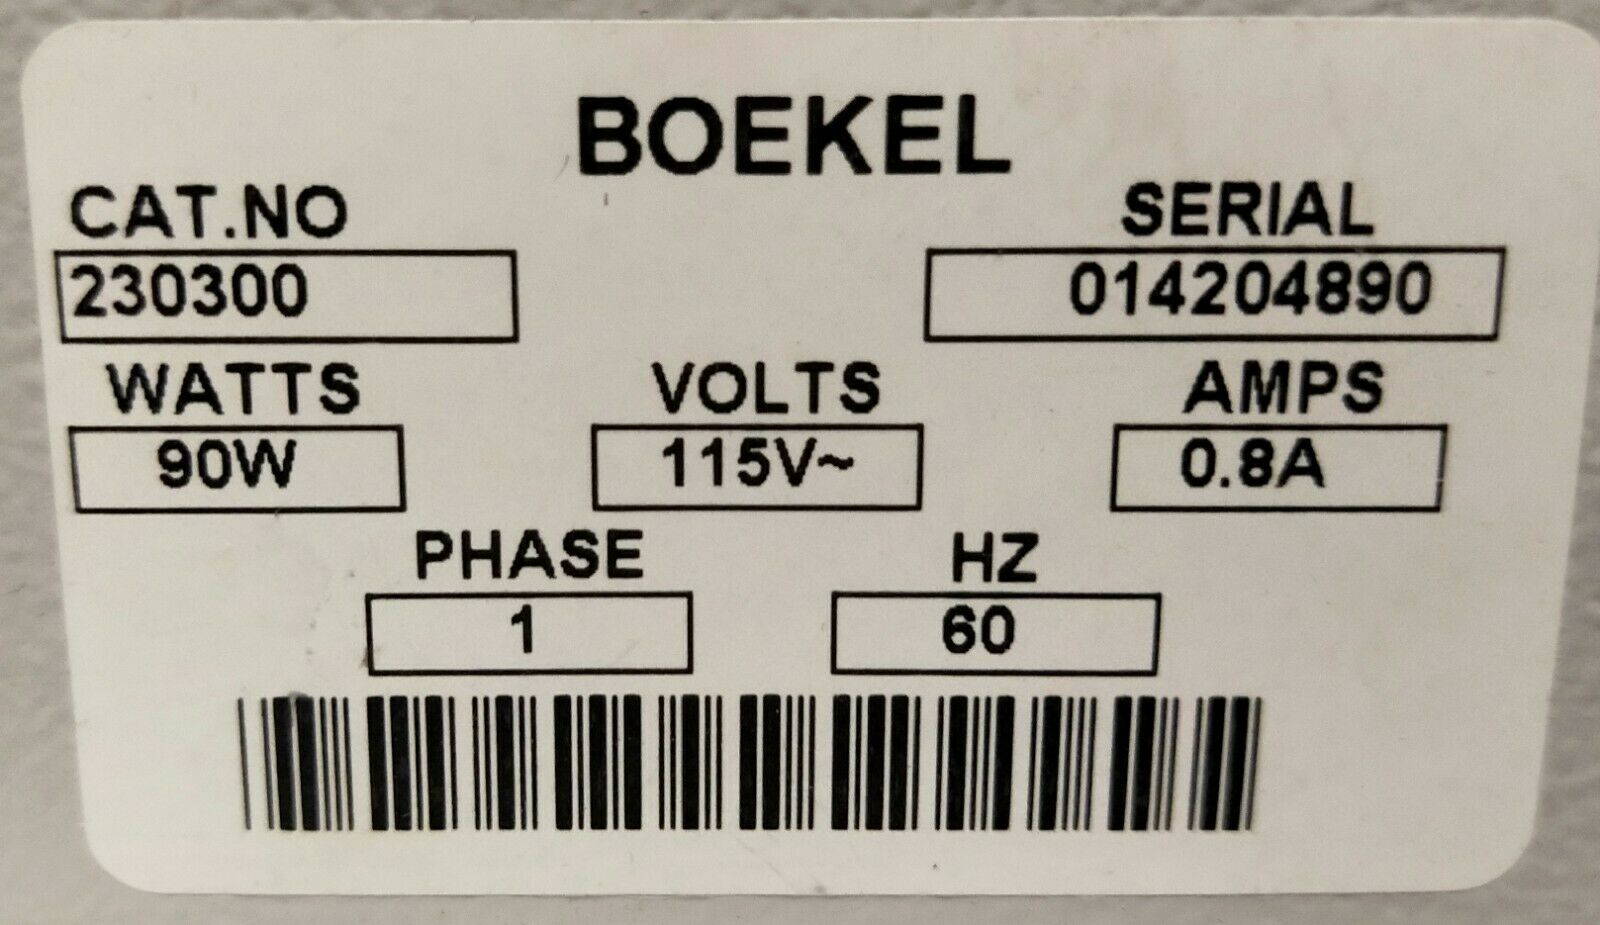 BOEKEL
CAT.NO SERIAL
230300 014204890
WATTS VOLTS AMPS
90W 115V~ 0.8A
PHASE HZ
1 60